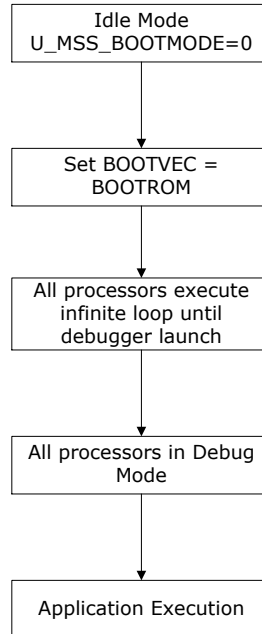 Idle Mode
U_MSS_BOOTMODE=0
Set BOOTVEC =
BOOTROM
All processors execute
infinite loop until
debugger launch
All processors in Debug
Mode
Application Execution